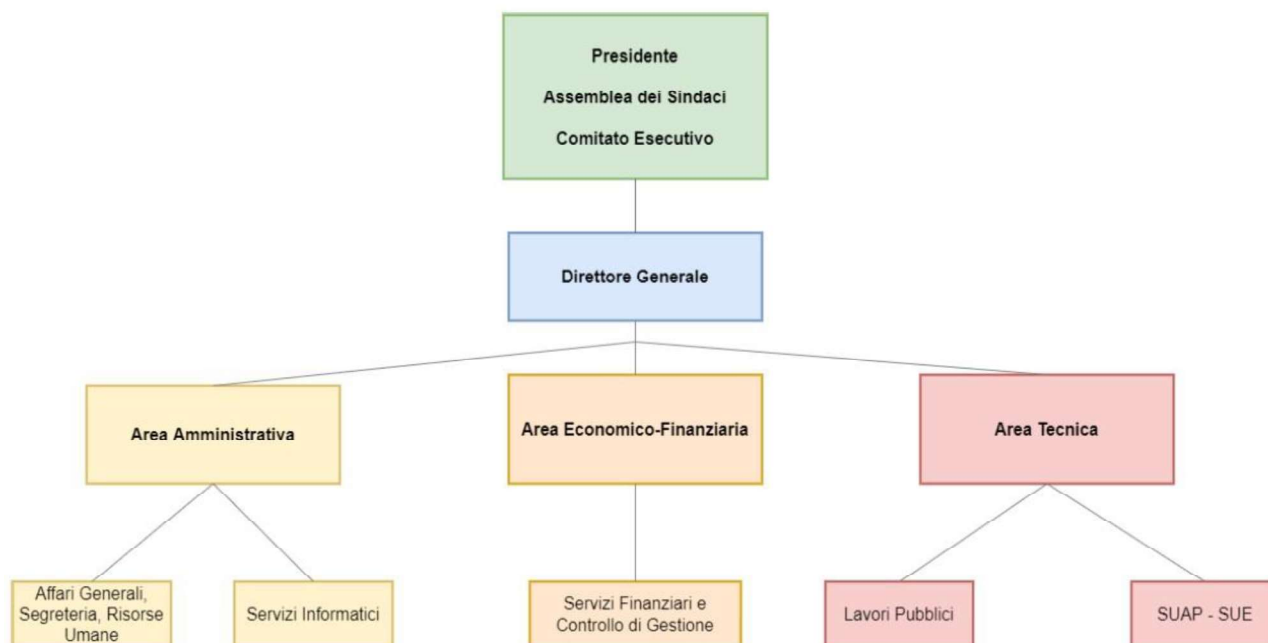 Presidente
Assemblea dei Sindaci
Comitato Esecutivo
Direttore Generale
Area Amministrativa
Area Economico-Finanziaria
Area Tecnica
Affari Generali,
Segreteria, Risorse
Umane
Servizi Informatici
Servizi Finanziari e
Controllo di Gestione
Lavori Pubblici
SUAP - SUE